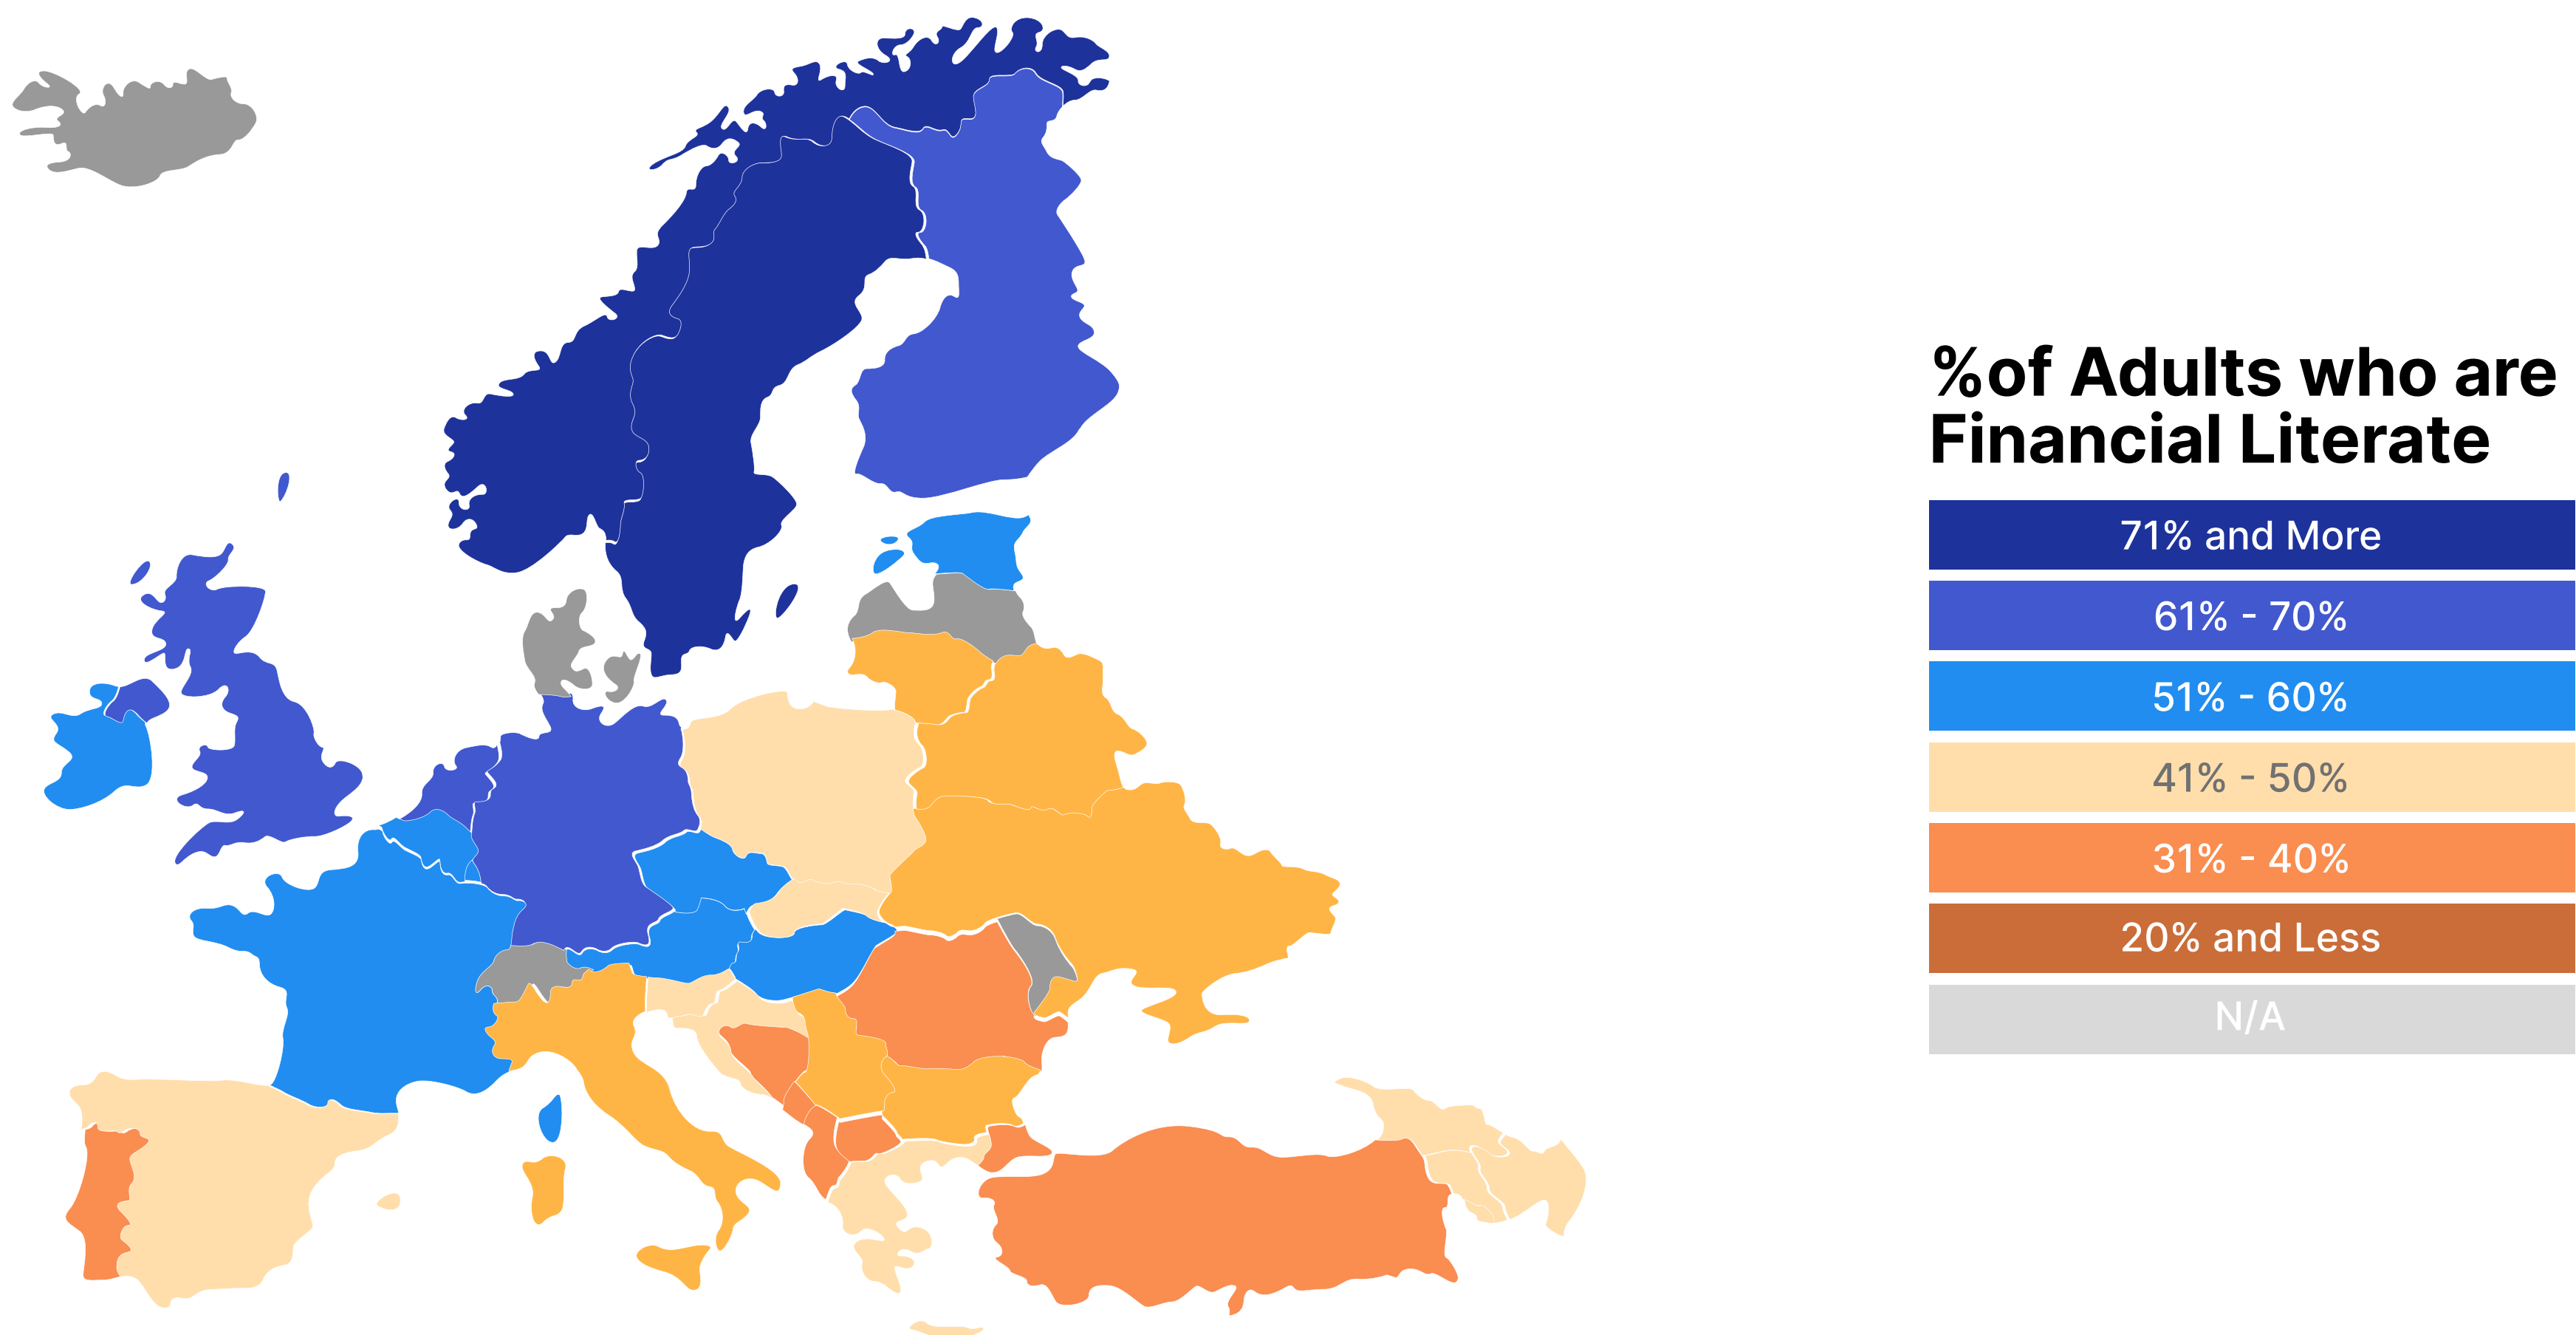 %of Adults who are
Financial Literate
71% and More
61% - 70%
51% - 60%
41% - 50%
31% - 40%
20% and Less
N/A